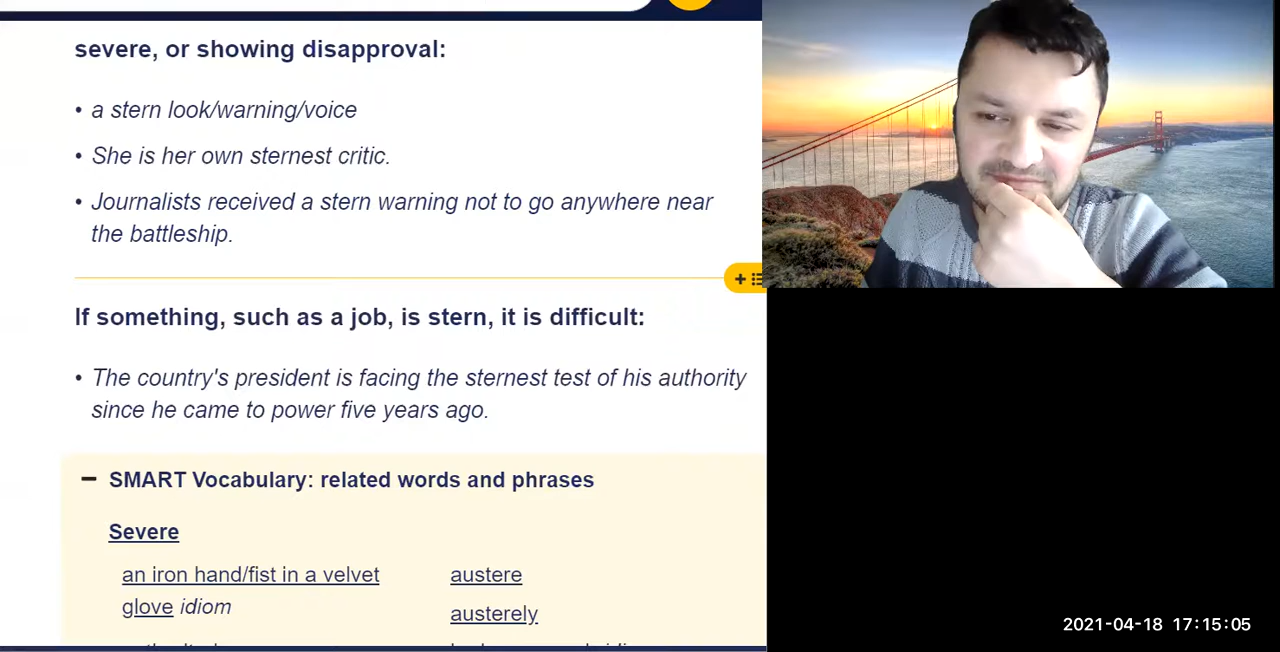 severe, or showing disapproval:
• a stern look/warning/voice
• She is her own sternest critic.
• Journalists received a stern warning not to go anywhere near
the battleship.
If something, such as a job, is stern, it is difficult:
• The country's president is facing the sternest test of his authority
since he came to power five years ago.
SMART Vocabulary: related words and phrases
Severe
an iron hand/fist in a velvet
glove idiom
austere
austerely
2021-04-18 17:15:05